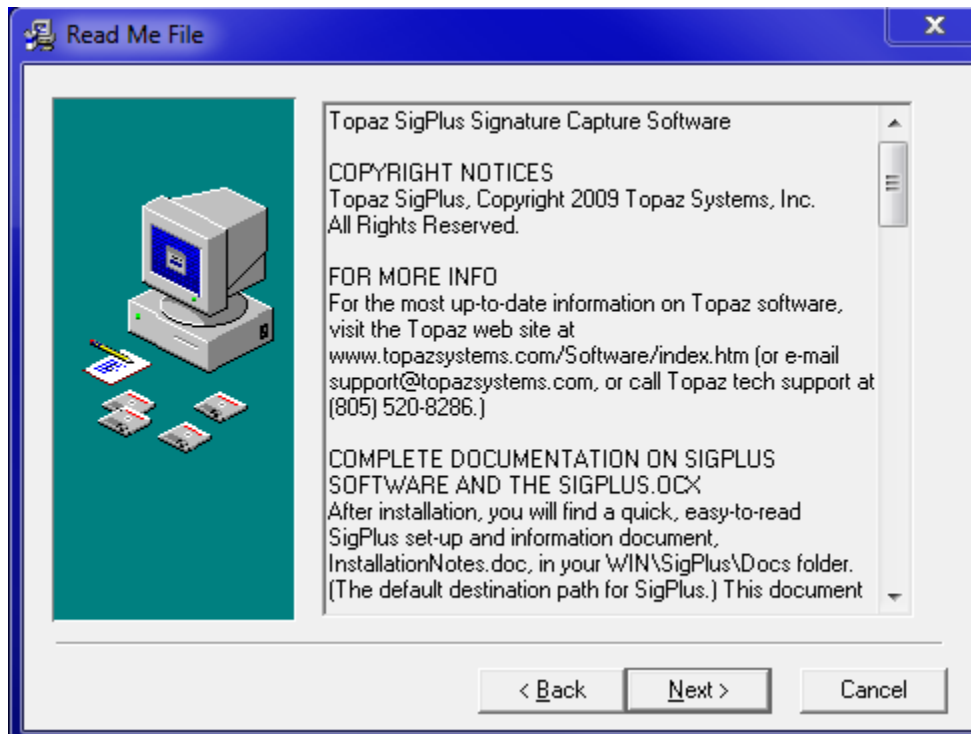 Read Me File
Topaz SigPlus Signature Capture Software
COPYRIGHT NOTICES
Topaz SigPlus, Copyright 2009 Topaz Systems, Inc.
All Rights Reserved.
FOR MORE INFO
For the most up-to-date information on Topaz software,
visit the Topaz web site at
www.topazsystems.com/Software/index.htm (or e-mail
support@topazsystems.com, or call Topaz tech support at
(805) 520-8286.)
COMPLETE DOCUMENTATION ON SIGPLUS
SOFTWARE AND THE SIGPLUS.OCX
After installation, you will find a quick, easy-to-read
SigPlus set-up and information document,
InstallationNotes.doc, in your WIN\SigPlus\Docs folder.
(The default destination path for SigPlus.) This document
< Back
Next >
Cancel